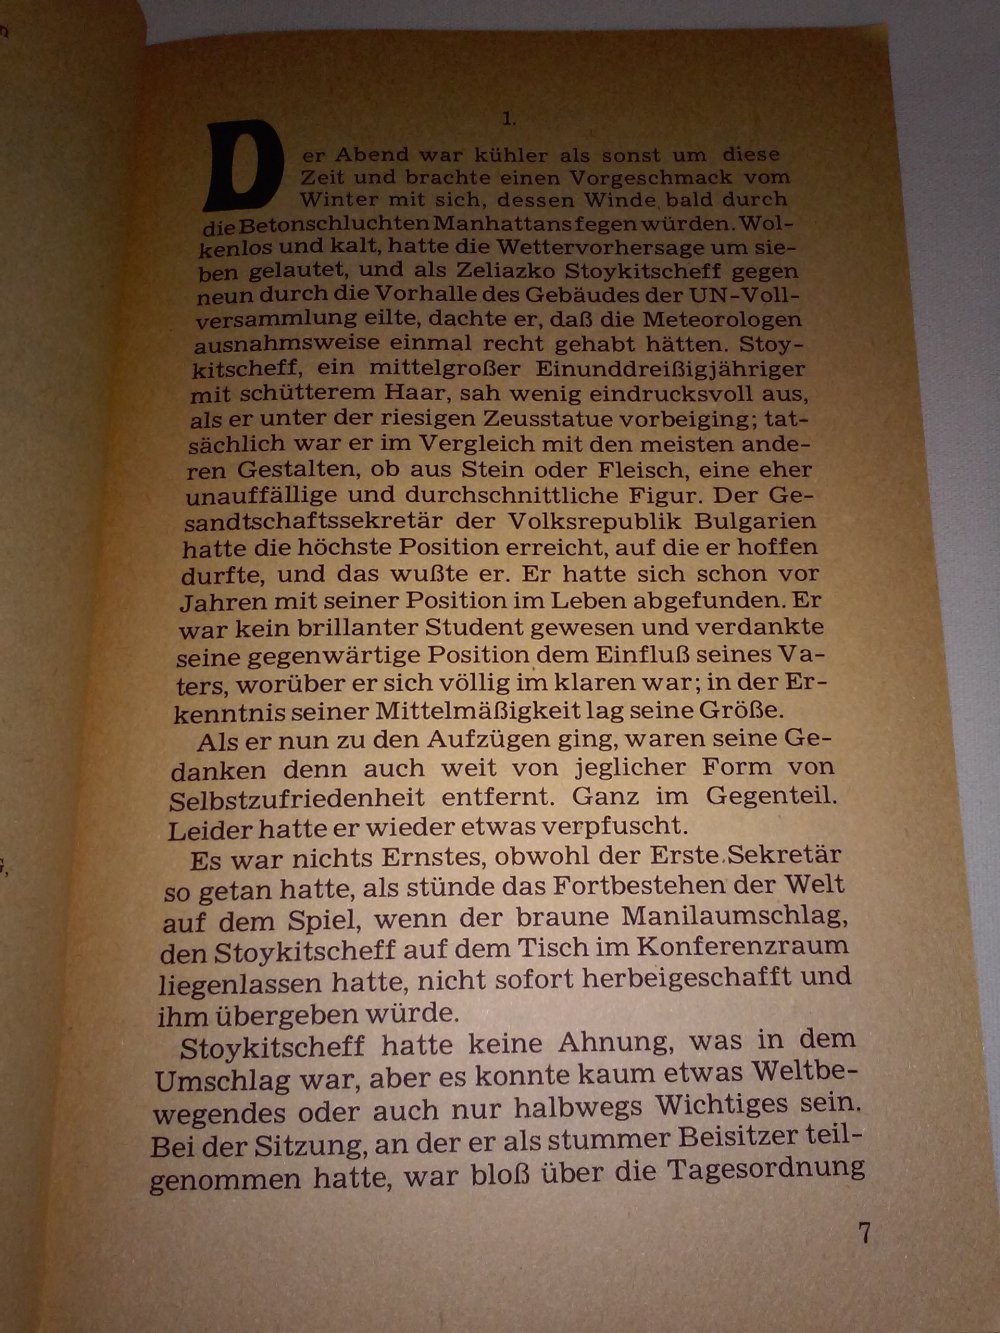 1.
Der Abend war kühler als sonst um diese
Zeit und brachte einen Vorgeschmack vom
Winter mit sich, dessen Winde bald durch
die Betonschluchten Manhattans fegen würden. Wol-
kenlos und kalt, hatte die Wettervorhersage um sie-
ben gelautet, und als Zeliazko Stoykitscheff gegen
neun durch die Vorhalle des Gebäudes der UN-Voll-
versammlung eilte, dachte er, daß die Meteorologen
ausnahmsweise einmal recht gehabt hätten. Stoy-
kitscheff, ein mittelgroßer Einunddreißigjähriger
mit schütterem Haar, sah wenig eindrucksvoll aus,
als er unter der riesigen Zeusstatue vorbeiging; tat-
sächlich war er im Vergleich mit den meisten ande-
ren Gestalten, ob aus Stein oder Fleisch, eine eher
unauffällige und durchschnittliche Figur. Der Ge-
sandtschaftssekretär der Volksrepublik Bulgarien
hatte die höchste Position erreicht, auf die er hoffen
durfte, und das wußte er. Er hatte sich schon vor
Jahren mit seiner Position im Leben abgefunden. Er
war kein brillanter Student gewesen und verdankte
seine gegenwärtige Position dem Einfluß seines Va-
ters, worüber er sich völlig im klaren war; in der Er-
kenntnis seiner Mittelmäßigkeit lag seine Größe.
Als er nun zu den Aufzügen ging, waren seine Ge-
danken denn auch weit von jeglicher Form von
Selbstzufriedenheit entfernt. Ganz im Gegenteil.
Leider hatte er wieder etwas verpfuscht.
Es war nichts Ernstes, obwohl der Erste Sekretär
so getan hatte, als stünde das Fortbestehen der Welt
auf dem Spiel, wenn der braune Manilaumschlag,
den Stoykitscheff auf dem Tisch im Konferenzraum
liegenlassen hatte, nicht sofort herbeigeschafft und
ihm übergeben würde.
Stoykitscheff hatte keine Ahnung, was in dem
Umschlag war, aber es konnte kaum etwas Weltbe-
wegendes oder auch nur halbwegs Wichtiges sein.
Bei der Sitzung, an der er als stummer Beisitzer teil-
genommen hatte, war bloß über die Tagesordnung
7